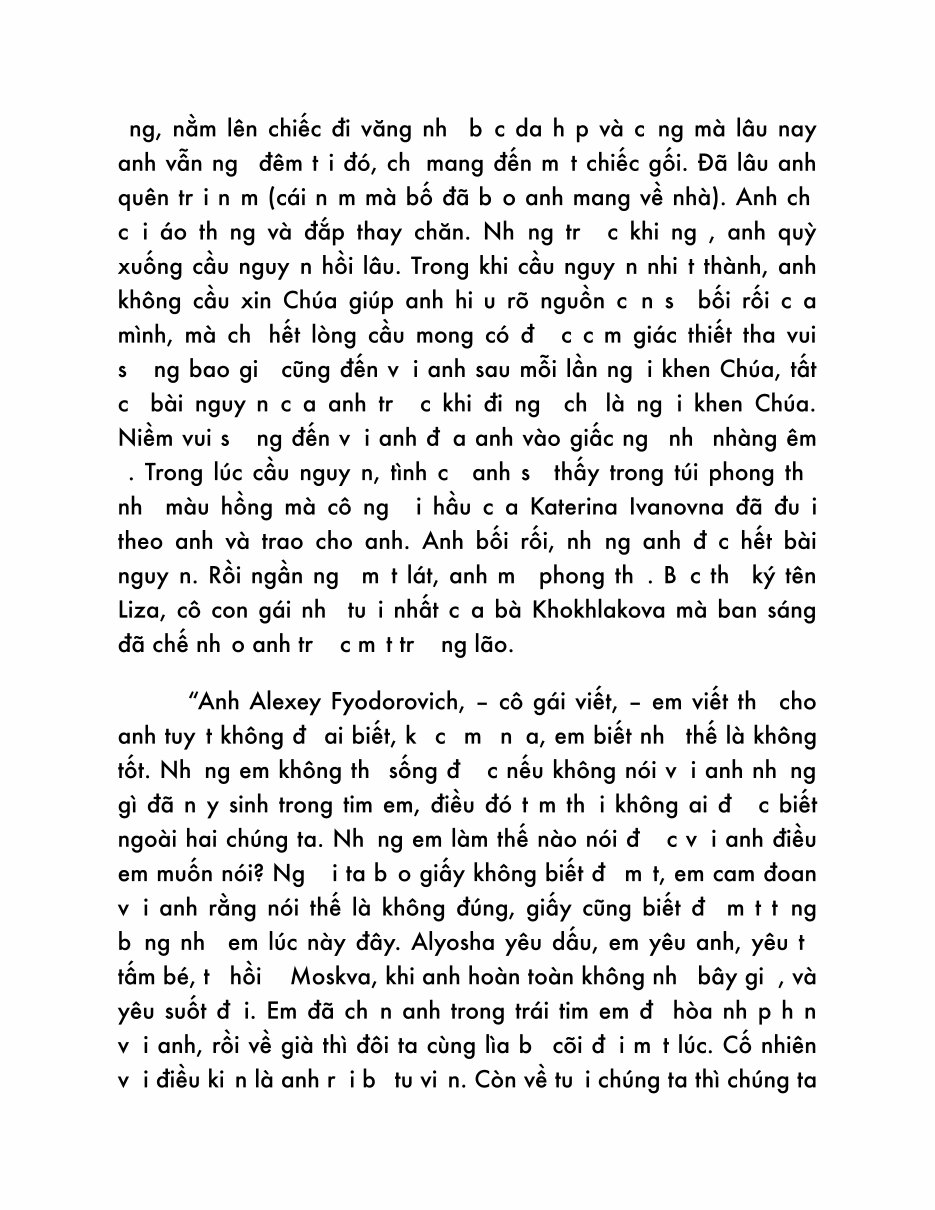 ng, nằm lên chiếc đi văng nh b c da h p và c ng mà lâu nay
anh vẫn ng đêm t i đó, ch mang đến m t chiếc gối. Đã lâu anh
quên tr i n m (cái n m mà bố đã b o anh mang về nhà). Anh ch
c i áo th ng và đắp thay chăn. Nh ng tr c khi ng , anh quỳ
xuống cầu nguy n hồi lâu. Trong khi cầu nguy n nhi t thành, anh
không cầu xin Chúa giúp anh hi u rõ nguồn c n s bối rối c a
mình, mà ch hết lòng cầu mong có đ c c m giác thiết tha vui
s ng bao gi cũng đến v i anh sau mỗi lần ng i khen Chúa, tất
c bài nguy n c a anh tr c khi đi ng ch là ng i khen Chúa.
Niềm vui s ng đến v i anh đ a anh vào giấc ng nh nhàng êm
. Trong lúc cầu nguy n, tình c anh s thấy trong túi phong th
nh màu hồng mà cô ng i hầu c a Katerina Ivanovna đã đu i
theo anh và trao cho anh. Anh bối rối, nh ng anh đ c hết bài
nguy n. Rồi ngần ng m t lát, anh m phong th . B c th ký tên
Liza, cô con gái nh tu i nhất c a bà Khokhlakova mà ban sáng
đã chế nh o anh tr c m t tr ng lão.
“Anh Alexey Fyodorovich, – cô gái viết, – em viết th cho
anh tuy t không đ ai biết, k c m n a, em biết nh thế là không
tốt. Nh ng em không th sống đ c nếu không nói v i anh nh ng
gì đã n y sinh trong tim em, điều đó t m th i không ai đ c biết
ngoài hai chúng ta. Nh ng em làm thế nào nói đ c v i anh điều
em muốn nói? Ng i ta b o giấy không biết đ m t, em cam đoan
v i anh rằng nói thế là không đúng, giấy cũng biết đ m t t ng
b ng nh em lúc này đây. Alyosha yêu dấu, em yêu anh, yêu t
tấm bé, t hồi Moskva, khi anh hoàn toàn không nh bây gi , và
yêu suốt đ i. Em đã ch n anh trong trái tim em đ hòa nh p h n
v i anh, rồi về già thì đôi ta cùng lìa b cõi đ i m t lúc. Cố nhiên
v i điều ki n là anh r i b tu vi n. Còn về tu i chúng ta thì chúng ta